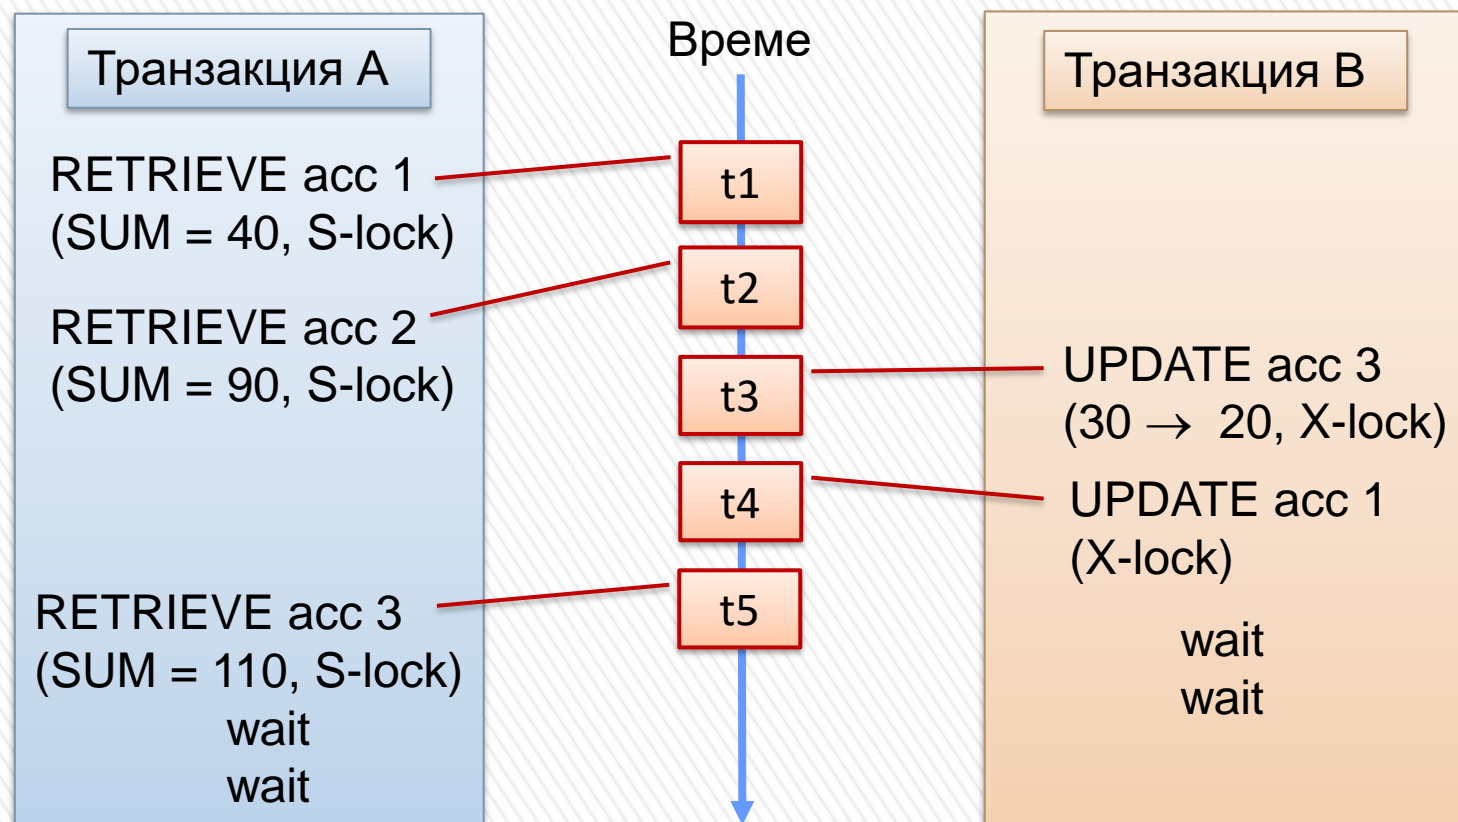 Време
Транзакция A
RETRIEVE acc 1
(SUM = 40, S-lock)
RETRIEVE acc 2
(SUM = 90, S-lock)
RETRIEVE acc 3
(SUM = 110, S-lock)
wait
wait
t1
t2
t3
t4
t5
Транзакция B
UPDATE acc 3
(30 → 20, X-lock)
UPDATE acc 1
(X-lock)
wait
wait